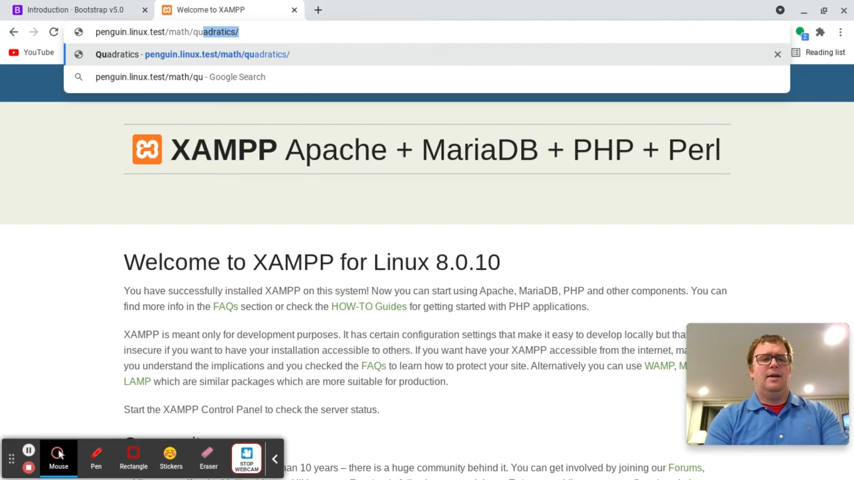 Introduction · Bootstrap v5.0
Welcome to XAMPP
penguin.linux.test/math/quadratics/
YouTube
Quadratics - penguin.linux.test/math/quadratics/
Reading list
penguin.linux.test/math/qu - Google Search
XAMPP Apache + MariaDB + PHP + Perl
Welcome to XAMPP for Linux 8.0.10
You have successfully installed XAMPP on this system! Now you can start using Apache, MariaDB, PHP and other components. You can
find more info in the FAQs section or check the HOW-TO Guides for getting started with PHP applications.
XAMPP is meant only for development purposes. It has certain configuration settings that make it easy to develop locally but that
insecure if you want to have your installation accessible to others. If you want have your XAMPP accessible from the internet,
you understand the implications and you checked the FAQs to learn how to protect your site. Alternatively you can use WAMP,
LAMP which are similar packages which are more suitable for production.
Start the XAMPP Control Panel to check the server status.
Mouse
Pen
Rectangle
Stickers
Eraser
STOP
WEBCAM
than 10 years – there is a huge community behind it. You can get involved by joining our Forums,